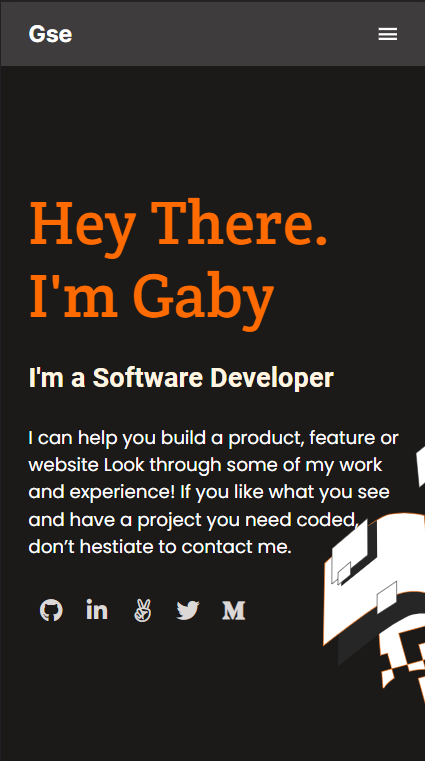 Gse
Hey There.
I'm Gaby
I'm a Software Developer
I can help you build a product, feature or
website Look through some of my work
and experience! If you like what you see
and have a project you need coded,
don’t hestiate to contact me.